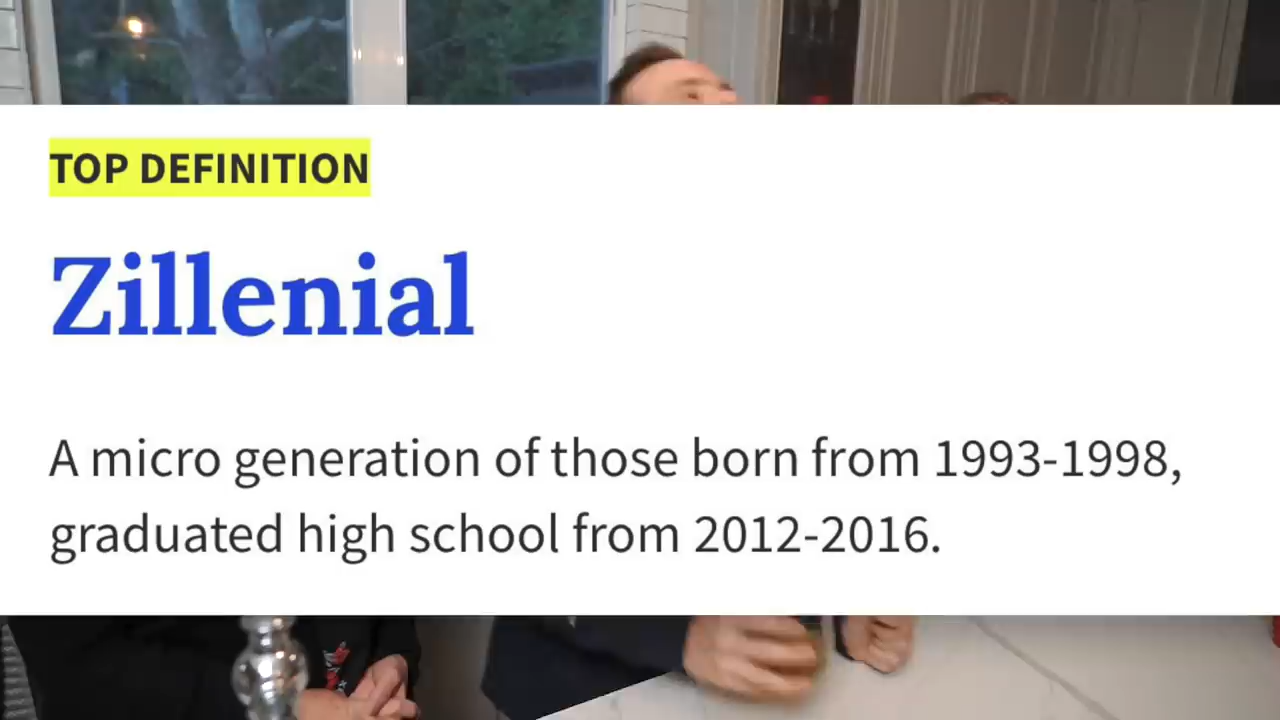 TOP DEFINITION
Zillenial
A micro generation of those born from 1993-1998,
graduated high school from 2012-2016.